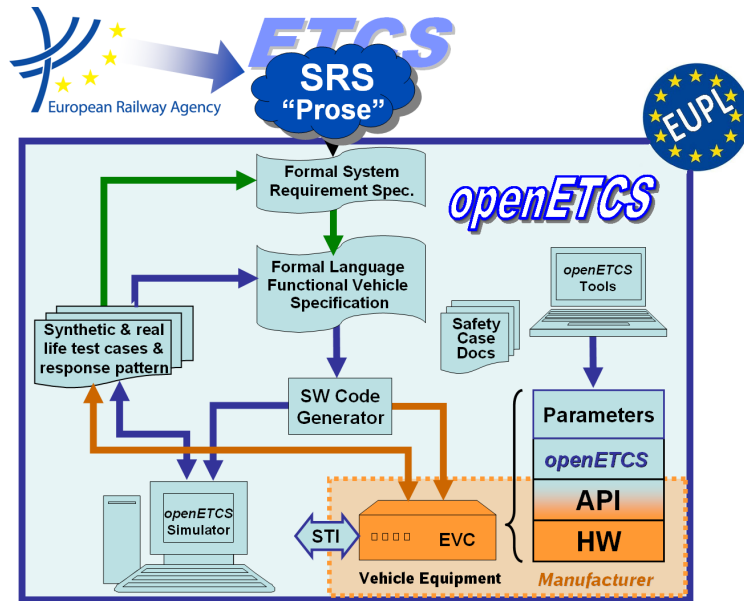 ETCS
SRS
"Prose"
European Railway Agency
EUPL
Formal System
Requirement Spec.
openETCS
Formal Language
Functional Vehicle
Specification
openETCS
Tools
Synthetic & real
life test cases &
response pattern
Safety
Case
Docs
SW Code
Generator
Parameters
openETCS
API
HW
openETCS
Simulator
STI
EVC
Vehicle Equipment
Manufacturer